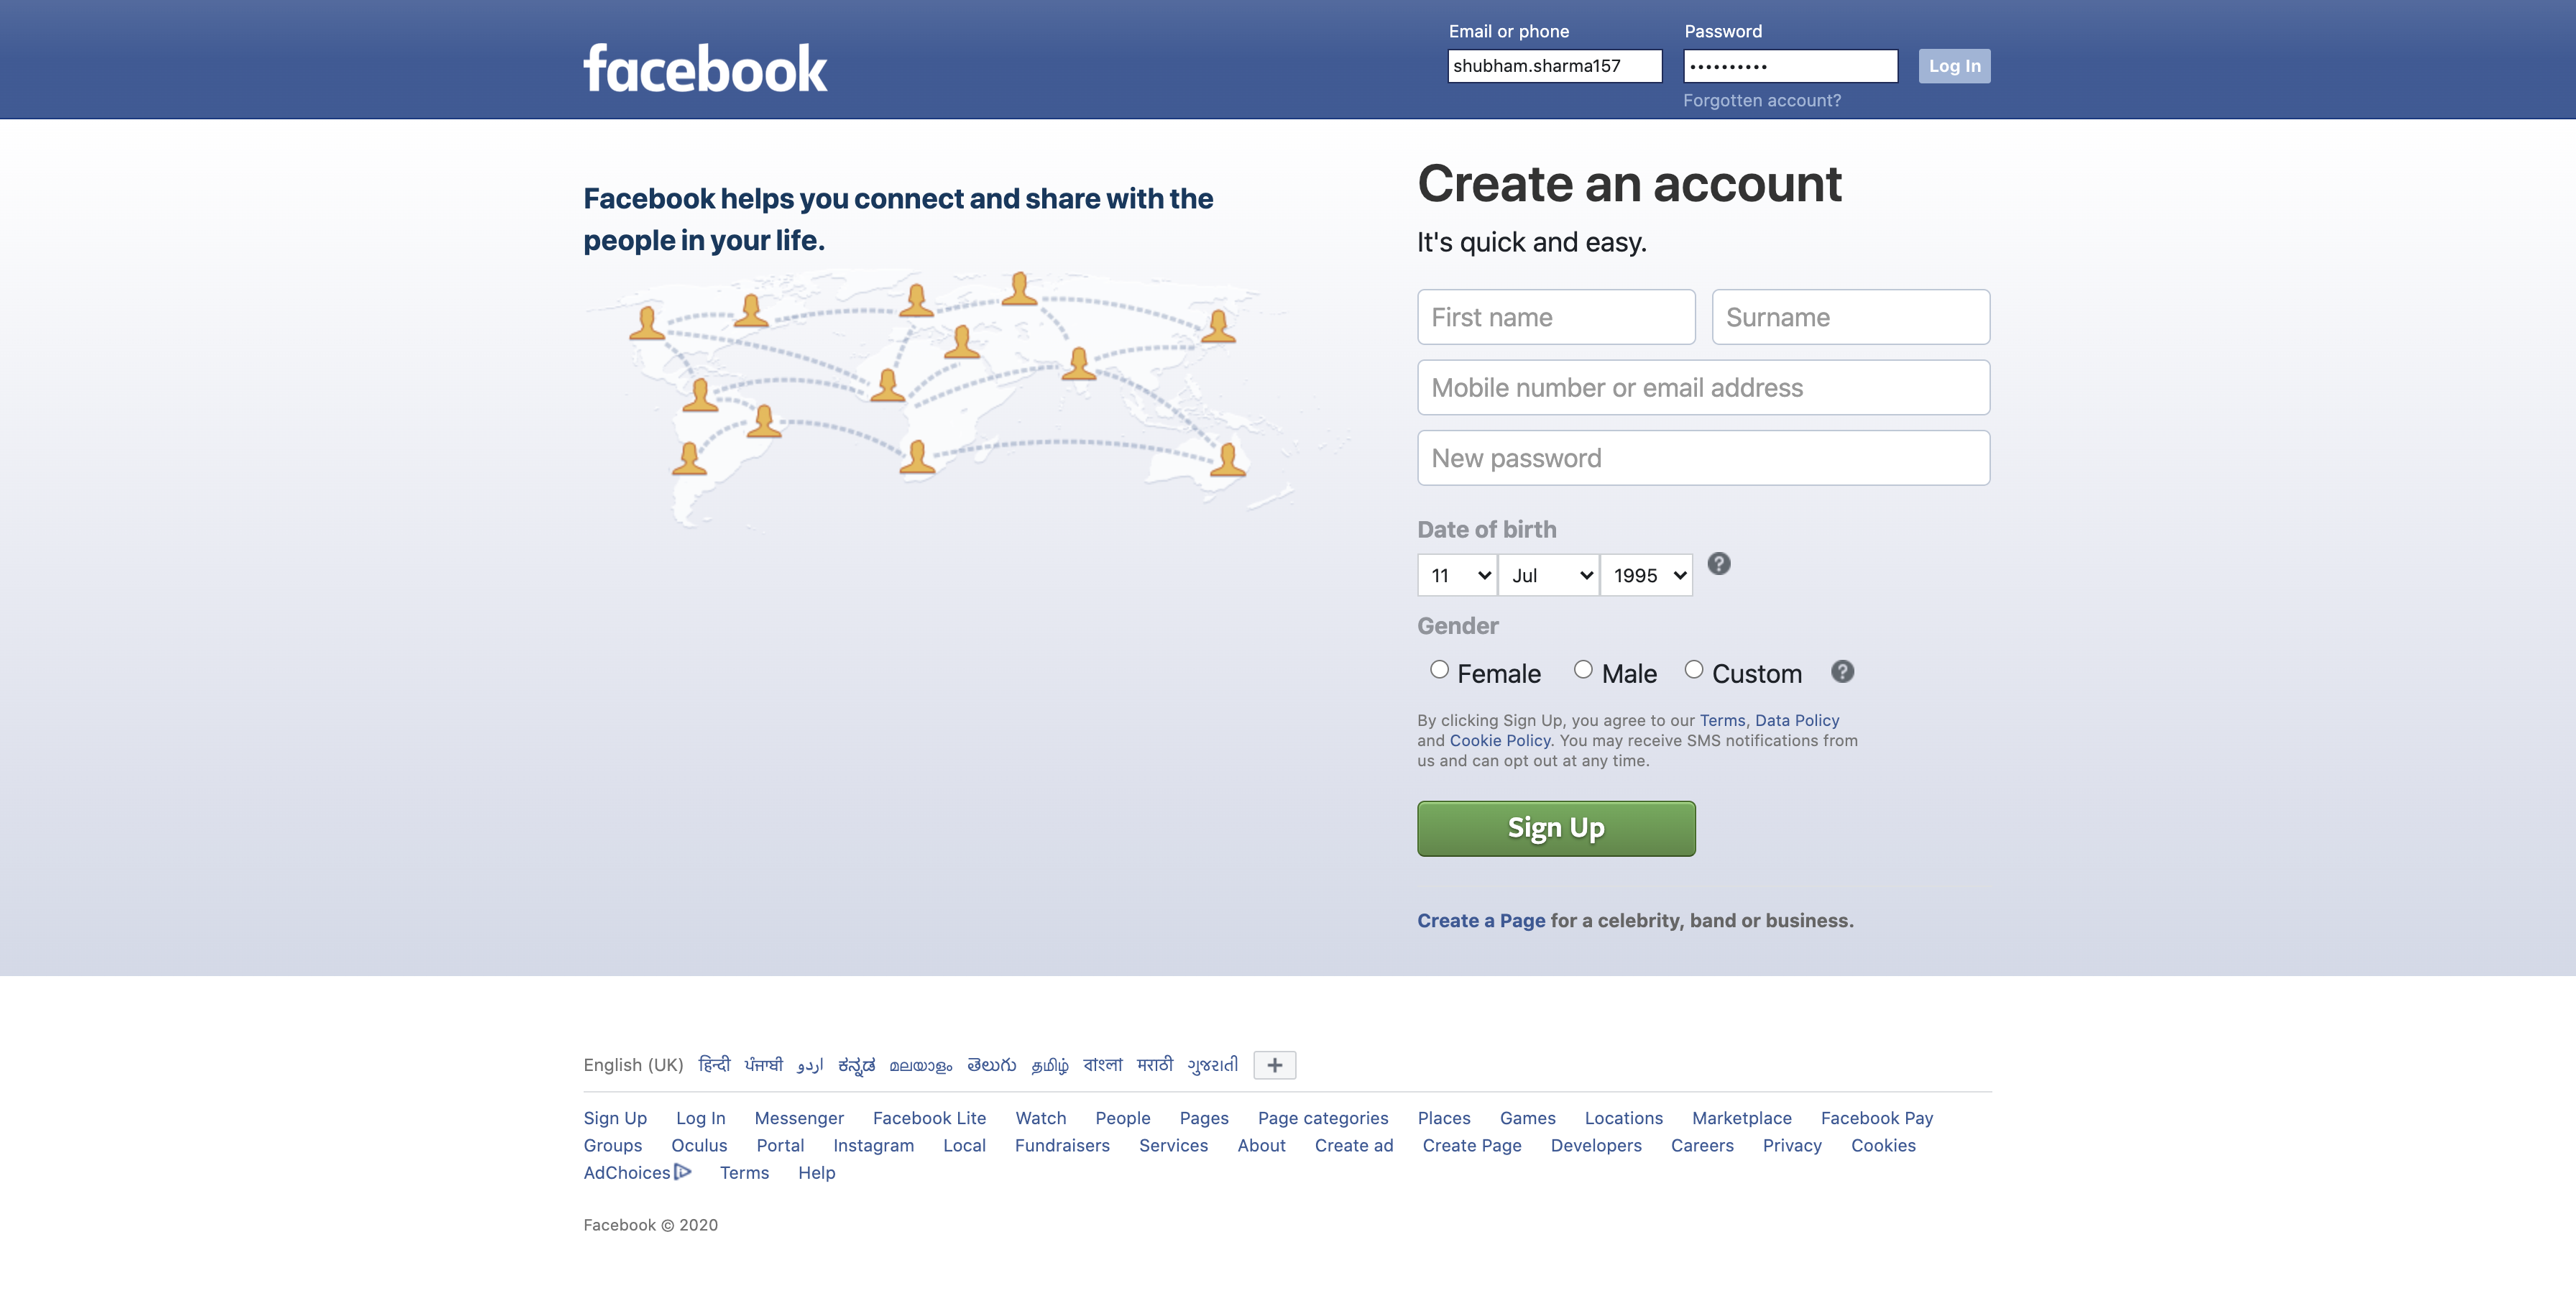 facebook
Email or phone
Password
shubham.sharma157
••••••••••
Log In
Forgotten account?
Facebook helps you connect and share with the
people in your life.
Create an account
It's quick and easy.
First name
Surname
Mobile number or email address
New password
Date of birth
11 Jul 1995 ?
Gender
Female Male Custom ?
By clicking Sign Up, you agree to our Terms, Data Policy
and Cookie Policy. You may receive SMS notifications from
us and can opt out at any time.
Sign Up
Create a Page for a celebrity, band or business.
English (UK) हिन्दी ਪੰਜਾਬੀ اردو ಕನ್ನಡ മലയാളം తెలుగు தமிழ் বাংলা मराठी ગુજરાતી +
Sign Up Log In Messenger Facebook Lite Watch People Pages Page categories Places Games Locations Marketplace Facebook Pay
Groups Oculus Portal Instagram Local Fundraisers Services About Create ad Create Page Developers Careers Privacy Cookies
AdChoices Terms Help
Facebook © 2020